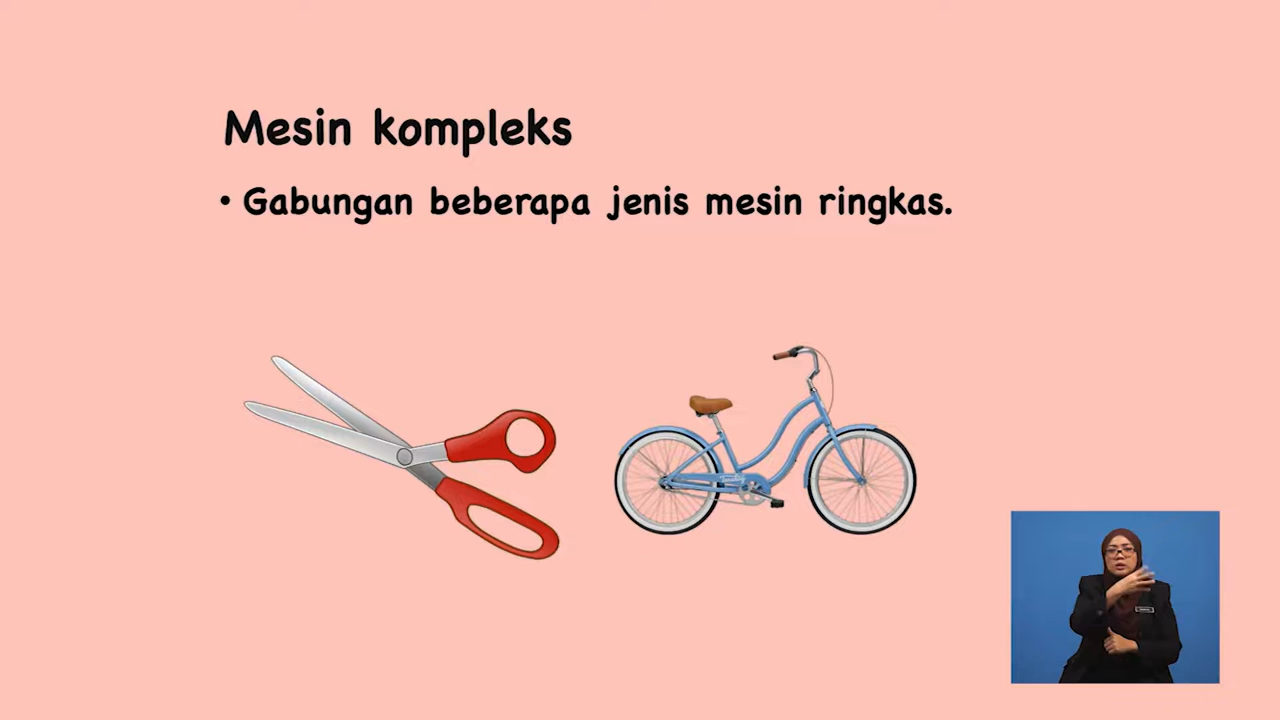 Mesin kompleks
• Gabungan beberapa jenis mesin ringkas.